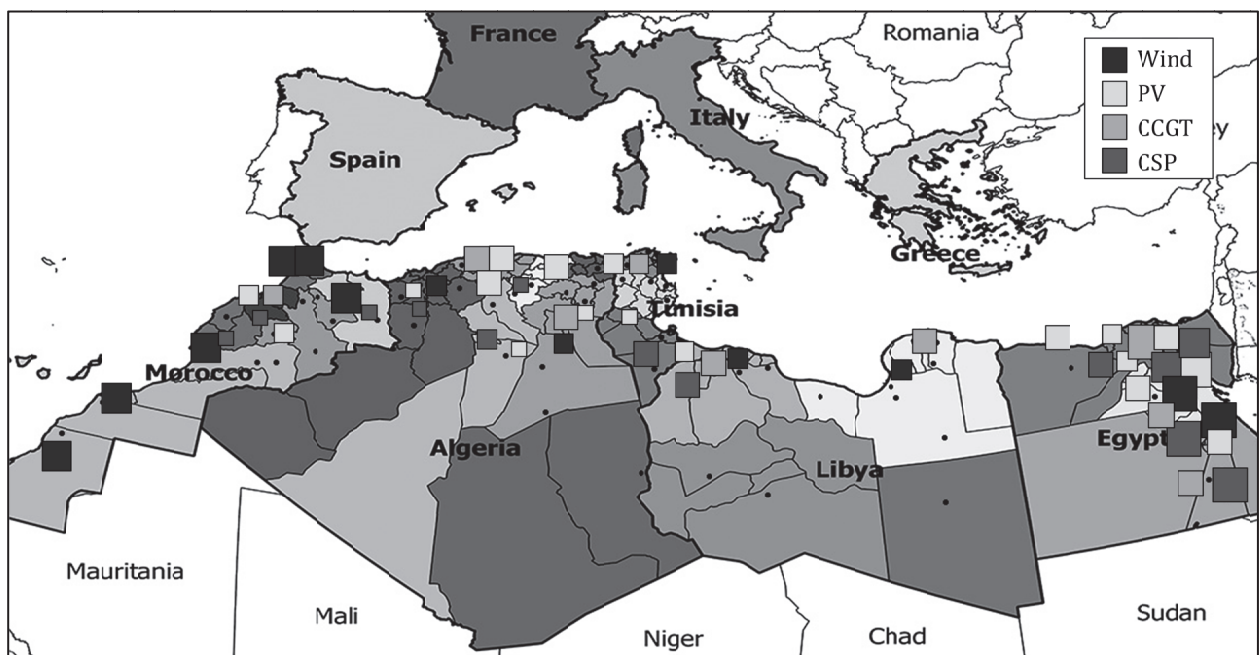 France
Romania
Wind
PV
CCGT
CSP
Italy
Spain
Greece
Tunisia
Morocco
Algeria
Libya
Egypt
Mauritania
Mali
Niger
Chad
Sudan